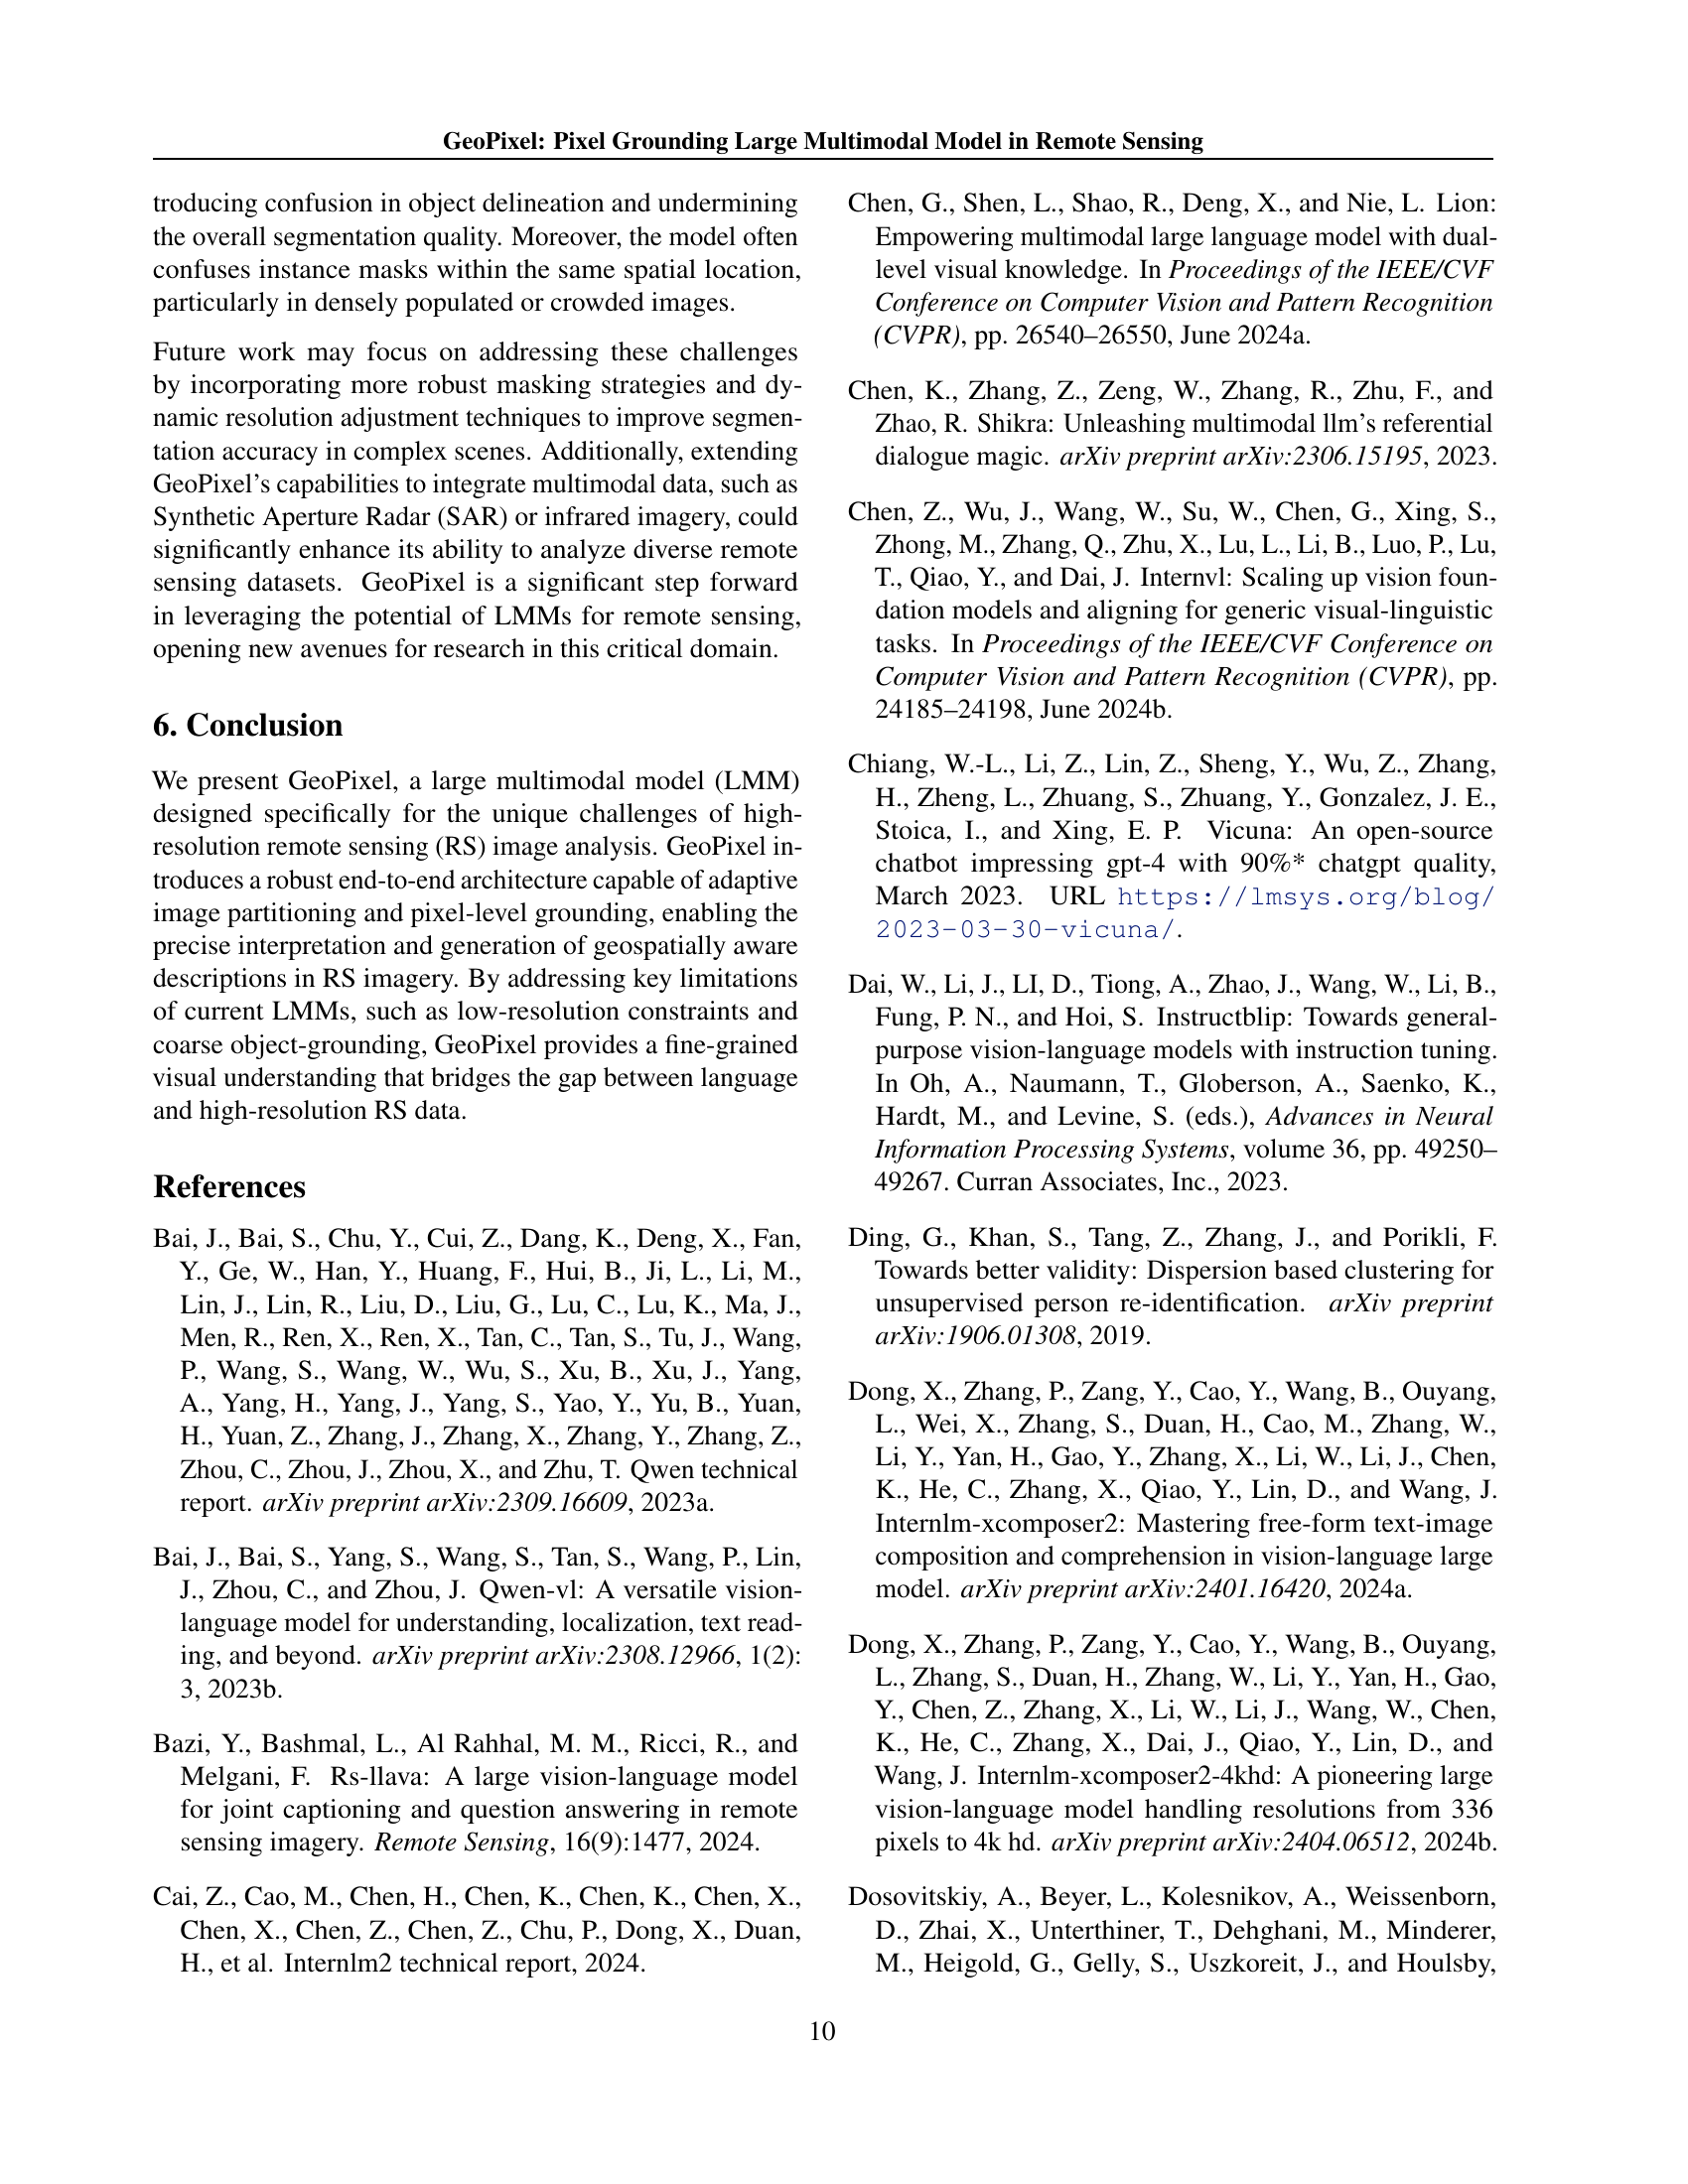 GeoPixel: Pixel Grounding Large Multimodal Model in Remote Sensing
troducing confusion in object delineation and undermining
the overall segmentation quality. Moreover, the model often
confuses instance masks within the same spatial location,
particularly in densely populated or crowded images.
Future work may focus on addressing these challenges
by incorporating more robust masking strategies and dy-
namic resolution adjustment techniques to improve segmen-
tation accuracy in complex scenes. Additionally, extending
GeoPixel's capabilities to integrate multimodal data, such as
Synthetic Aperture Radar (SAR) or infrared imagery, could
significantly enhance its ability to analyze diverse remote
sensing datasets. GeoPixel is a significant step forward
in leveraging the potential of LMMs for remote sensing,
opening new avenues for research in this critical domain.
6. Conclusion
We present GeoPixel, a large multimodal model (LMM)
designed specifically for the unique challenges of high-
resolution remote sensing (RS) image analysis. GeoPixel in-
troduces a robust end-to-end architecture capable of adaptive
image partitioning and pixel-level grounding, enabling the
precise interpretation and generation of geospatially aware
descriptions in RS imagery. By addressing key limitations
of current LMMs, such as low-resolution constraints and
coarse object-grounding, GeoPixel provides a fine-grained
visual understanding that bridges the gap between language
and high-resolution RS data.
References
Bai, J., Bai, S., Chu, Y., Cui, Z., Dang, K., Deng, X., Fan,
Y., Ge, W., Han, Y., Huang, F., Hui, B., Ji, L., Li, M.,
Lin, J., Lin, R., Liu, D., Liu, G., Lu, C., Lu, K., Ma, J.,
Men, R., Ren, X., Ren, X., Tan, C., Tan, S., Tu, J., Wang,
P., Wang, S., Wang, W., Wu, S., Xu, B., Xu, J., Yang,
A., Yang, H., Yang, J., Yang, S., Yao, Y., Yu, B., Yuan,
H., Yuan, Z., Zhang, J., Zhang, X., Zhang, Y., Zhang, Z.,
Zhou, C., Zhou, J., Zhou, X., and Zhu, T. Qwen technical
report. arXiv preprint arXiv:2309.16609, 2023a.
Bai, J., Bai, S., Yang, S., Wang, S., Tan, S., Wang, P., Lin,
J., Zhou, C., and Zhou, J. Qwen-vl: A versatile vision-
language model for understanding, localization, text read-
ing, and beyond. arXiv preprint arXiv:2308.12966, 1(2):
3, 2023b.
Bazi, Y., Bashmal, L., Al Rahhal, M. M., Ricci, R., and
Melgani, F. Rs-llava: A large vision-language model
for joint captioning and question answering in remote
sensing imagery. Remote Sensing, 16(9):1477, 2024.
Cai, Z., Cao, M., Chen, H., Chen, K., Chen, K., Chen, X.,
Chen, X., Chen, Z., Chen, Z., Chu, P., Dong, X., Duan,
H., et al. Internlm2 technical report, 2024.
Chen, G., Shen, L., Shao, R., Deng, X., and Nie, L. Lion:
Empowering multimodal large language model with dual-
level visual knowledge. In Proceedings of the IEEE/CVF
Conference on Computer Vision and Pattern Recognition
(CVPR), pp. 26540–26550, June 2024a.
Chen, K., Zhang, Z., Zeng, W., Zhang, R., Zhu, F., and
Zhao, R. Shikra: Unleashing multimodal llm's referential
dialogue magic. arXiv preprint arXiv:2306.15195, 2023.
Chen, Z., Wu, J., Wang, W., Su, W., Chen, G., Xing, S.,
Zhong, M., Zhang, Q., Zhu, X., Lu, L., Li, B., Luo, P., Lu,
T., Qiao, Y., and Dai, J. Internvl: Scaling up vision foun-
dation models and aligning for generic visual-linguistic
tasks. In Proceedings of the IEEE/CVF Conference on
Computer Vision and Pattern Recognition (CVPR), pp.
24185–24198, June 2024b.
Chiang, W.-L., Li, Z., Lin, Z., Sheng, Y., Wu, Z., Zhang,
H., Zheng, L., Zhuang, S., Zhuang, Y., Gonzalez, J. E.,
Stoica, I., and Xing, E. P. Vicuna: An open-source
chatbot impressing gpt-4 with 90%* chatgpt quality,
March 2023. URL https://lmsys.org/blog/
2023-03-30-vicuna/.
Dai, W., Li, J., LI, D., Tiong, A., Zhao, J., Wang, W., Li, B.,
Fung, P. N., and Hoi, S. Instructblip: Towards general-
purpose vision-language models with instruction tuning.
In Oh, A., Naumann, T., Globerson, A., Saenko, K.,
Hardt, M., and Levine, S. (eds.), Advances in Neural
Information Processing Systems, volume 36, pp. 49250–
49267. Curran Associates, Inc., 2023.
Ding, G., Khan, S., Tang, Z., Zhang, J., and Porikli, F.
Towards better validity: Dispersion based clustering for
unsupervised person re-identification. arXiv preprint
arXiv:1906.01308, 2019.
Dong, X., Zhang, P., Zang, Y., Cao, Y., Wang, B., Ouyang,
L., Wei, X., Zhang, S., Duan, H., Cao, M., Zhang, W.,
Li, Y., Yan, H., Gao, Y., Zhang, X., Li, W., Li, J., Chen,
K., He, C., Zhang, X., Qiao, Y., Lin, D., and Wang, J.
Internlm-xcomposer2: Mastering free-form text-image
composition and comprehension in vision-language large
model. arXiv preprint arXiv:2401.16420, 2024a.
Dong, X., Zhang, P., Zang, Y., Cao, Y., Wang, B., Ouyang,
L., Zhang, S., Duan, H., Zhang, W., Li, Y., Yan, H., Gao,
Y., Chen, Z., Zhang, X., Li, W., Li, J., Wang, W., Chen,
K., He, C., Zhang, X., Dai, J., Qiao, Y., Lin, D., and
Wang, J. Internlm-xcomposer2-4khd: A pioneering large
vision-language model handling resolutions from 336
pixels to 4k hd. arXiv preprint arXiv:2404.06512, 2024b.
Dosovitskiy, A., Beyer, L., Kolesnikov, A., Weissenborn,
D., Zhai, X., Unterthiner, T., Dehghani, M., Minderer,
M., Heigold, G., Gelly, S., Uszkoreit, J., and Houlsby,
10